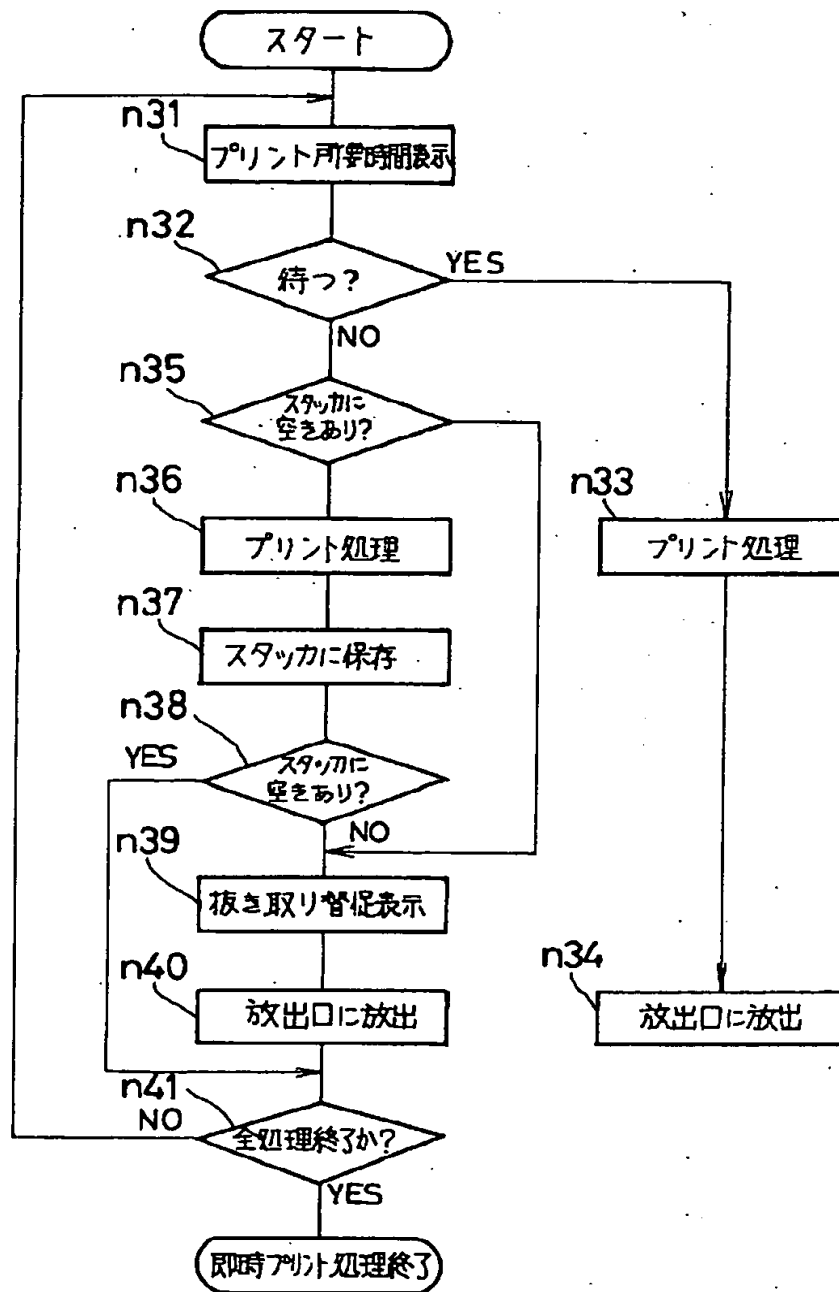 スタート
n31
プリント所要時間表示
n32
待つ?
YES
NO
n35
スタッカに
空きあり?
n36
プリント処理
n33
プリント処理
n37
スタッカに保存
n38
YES
スタッカに
空きあり?
NO
n39
抜き取り督促表示
n40
放出口に放出
n34
放出口に放出
n41
NO
全処理終了か?
YES
即時プリント処理終了